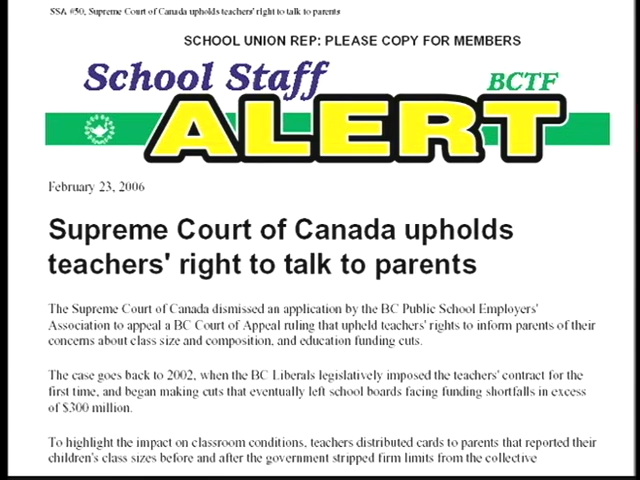 SSA #50, Supreme Court of Canada upholds teachers' right to talk to parents
SCHOOL UNION REP: PLEASE COPY FOR MEMBERS
School Staff
BCTF
ALERT
February 23, 2006
Supreme Court of Canada upholds
teachers' right to talk to parents
The Supreme Court of Canada dismissed an application by the BC Public School Employers'
Association to appeal a BC Court of Appeal ruling that upheld teachers' rights to inform parents of their
concerns about class size and composition, and education funding cuts.
The case goes back to 2002, when the BC Liberals legislatively imposed the teachers' contract for the
first time, and began making cuts that eventually left school boards facing funding shortfalls in excess
of $300 million.
To highlight the impact on classroom conditions, teachers distributed cards to parents that reported their
children's class sizes before and after the government stripped firm limits from the collective